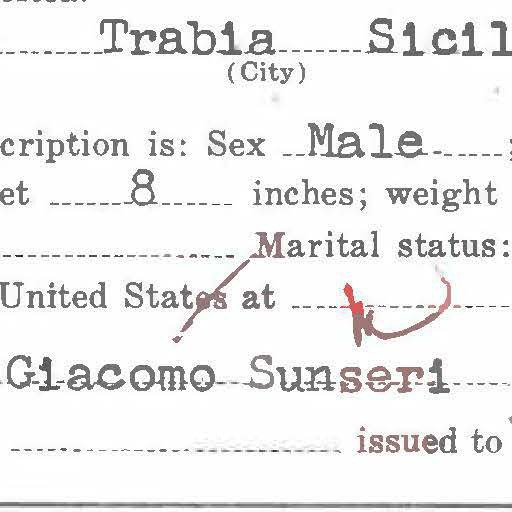 Trabia Sicil
(City)
cription is: Sex Male ;
et 8 inches; weight
Marital status:
United States at
Giacomo Sunseri
issued to